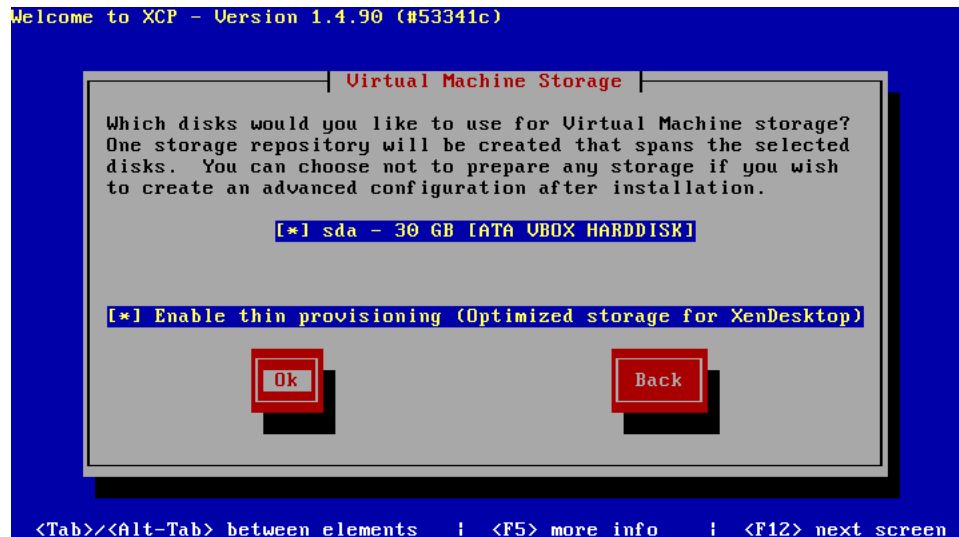 Welcome to XCP - Version 1.4.90 (#53341c)
Virtual Machine Storage
Which disks would you like to use for Virtual Machine storage?
One storage repository will be created that spans the selected
disks.  You can choose not to prepare any storage if you wish
to create an advanced configuration after installation.
[*] sda - 30 GB [ATA VBOX HARDDISK]
[*] Enable thin provisioning (Optimized storage for XenDesktop)
Ok Back
<Tab>/<Alt-Tab> between elements   |  <F5> more info   |  <F12> next screen